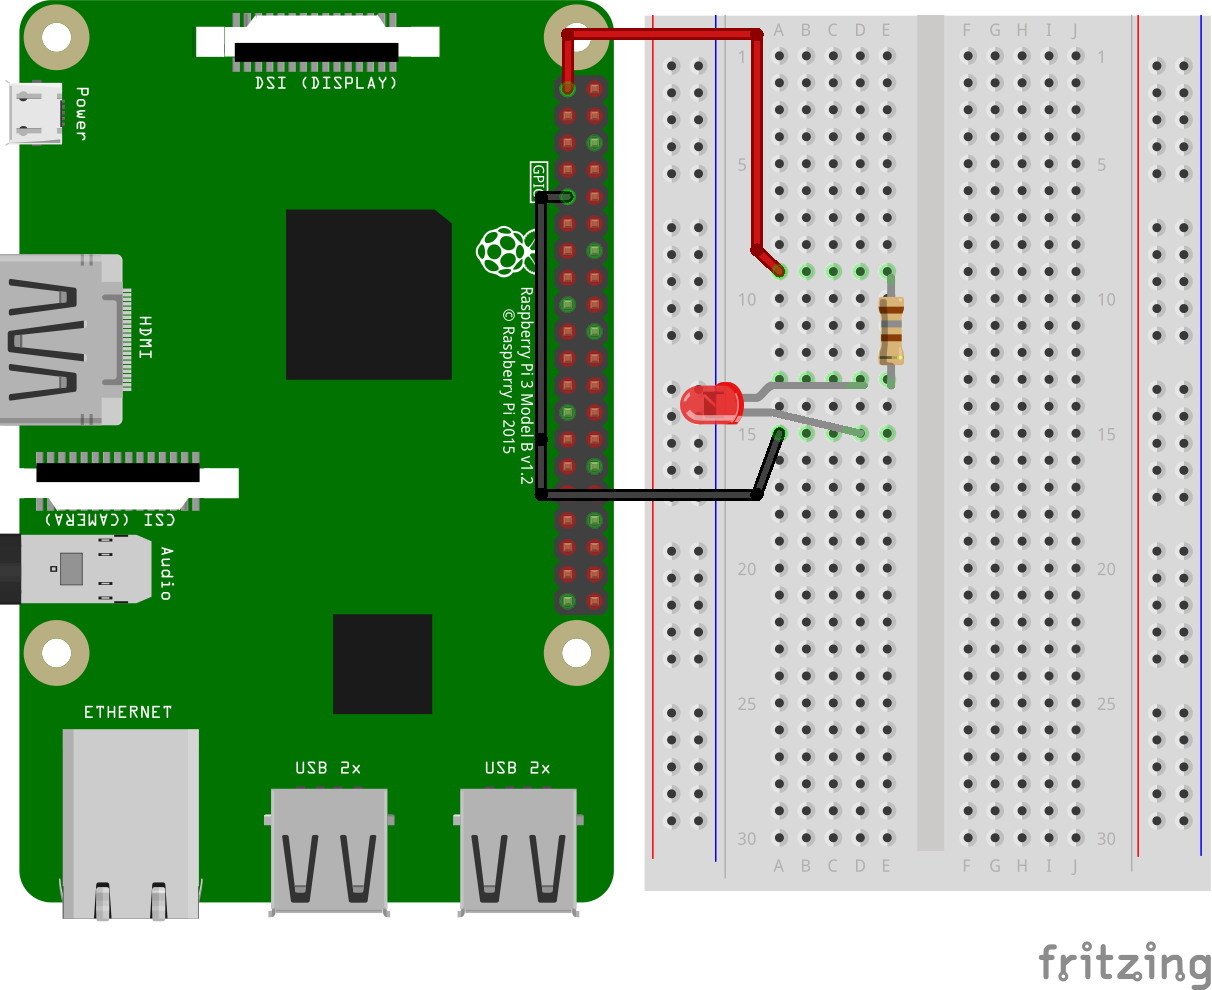 DSI (DISPLAY)
Power
GPIO
HDMI
Raspberry Pi 3 Model B v1.2
© Raspberry Pi 2015
CSI (CAMERA)
Audio
ETHERNET
USB 2x
USB 2x
A B C D E F G H I J
1 1
5 5
10 10
15 15
20 20
25 25
30 30
A B C D E F G H I J
fritzing